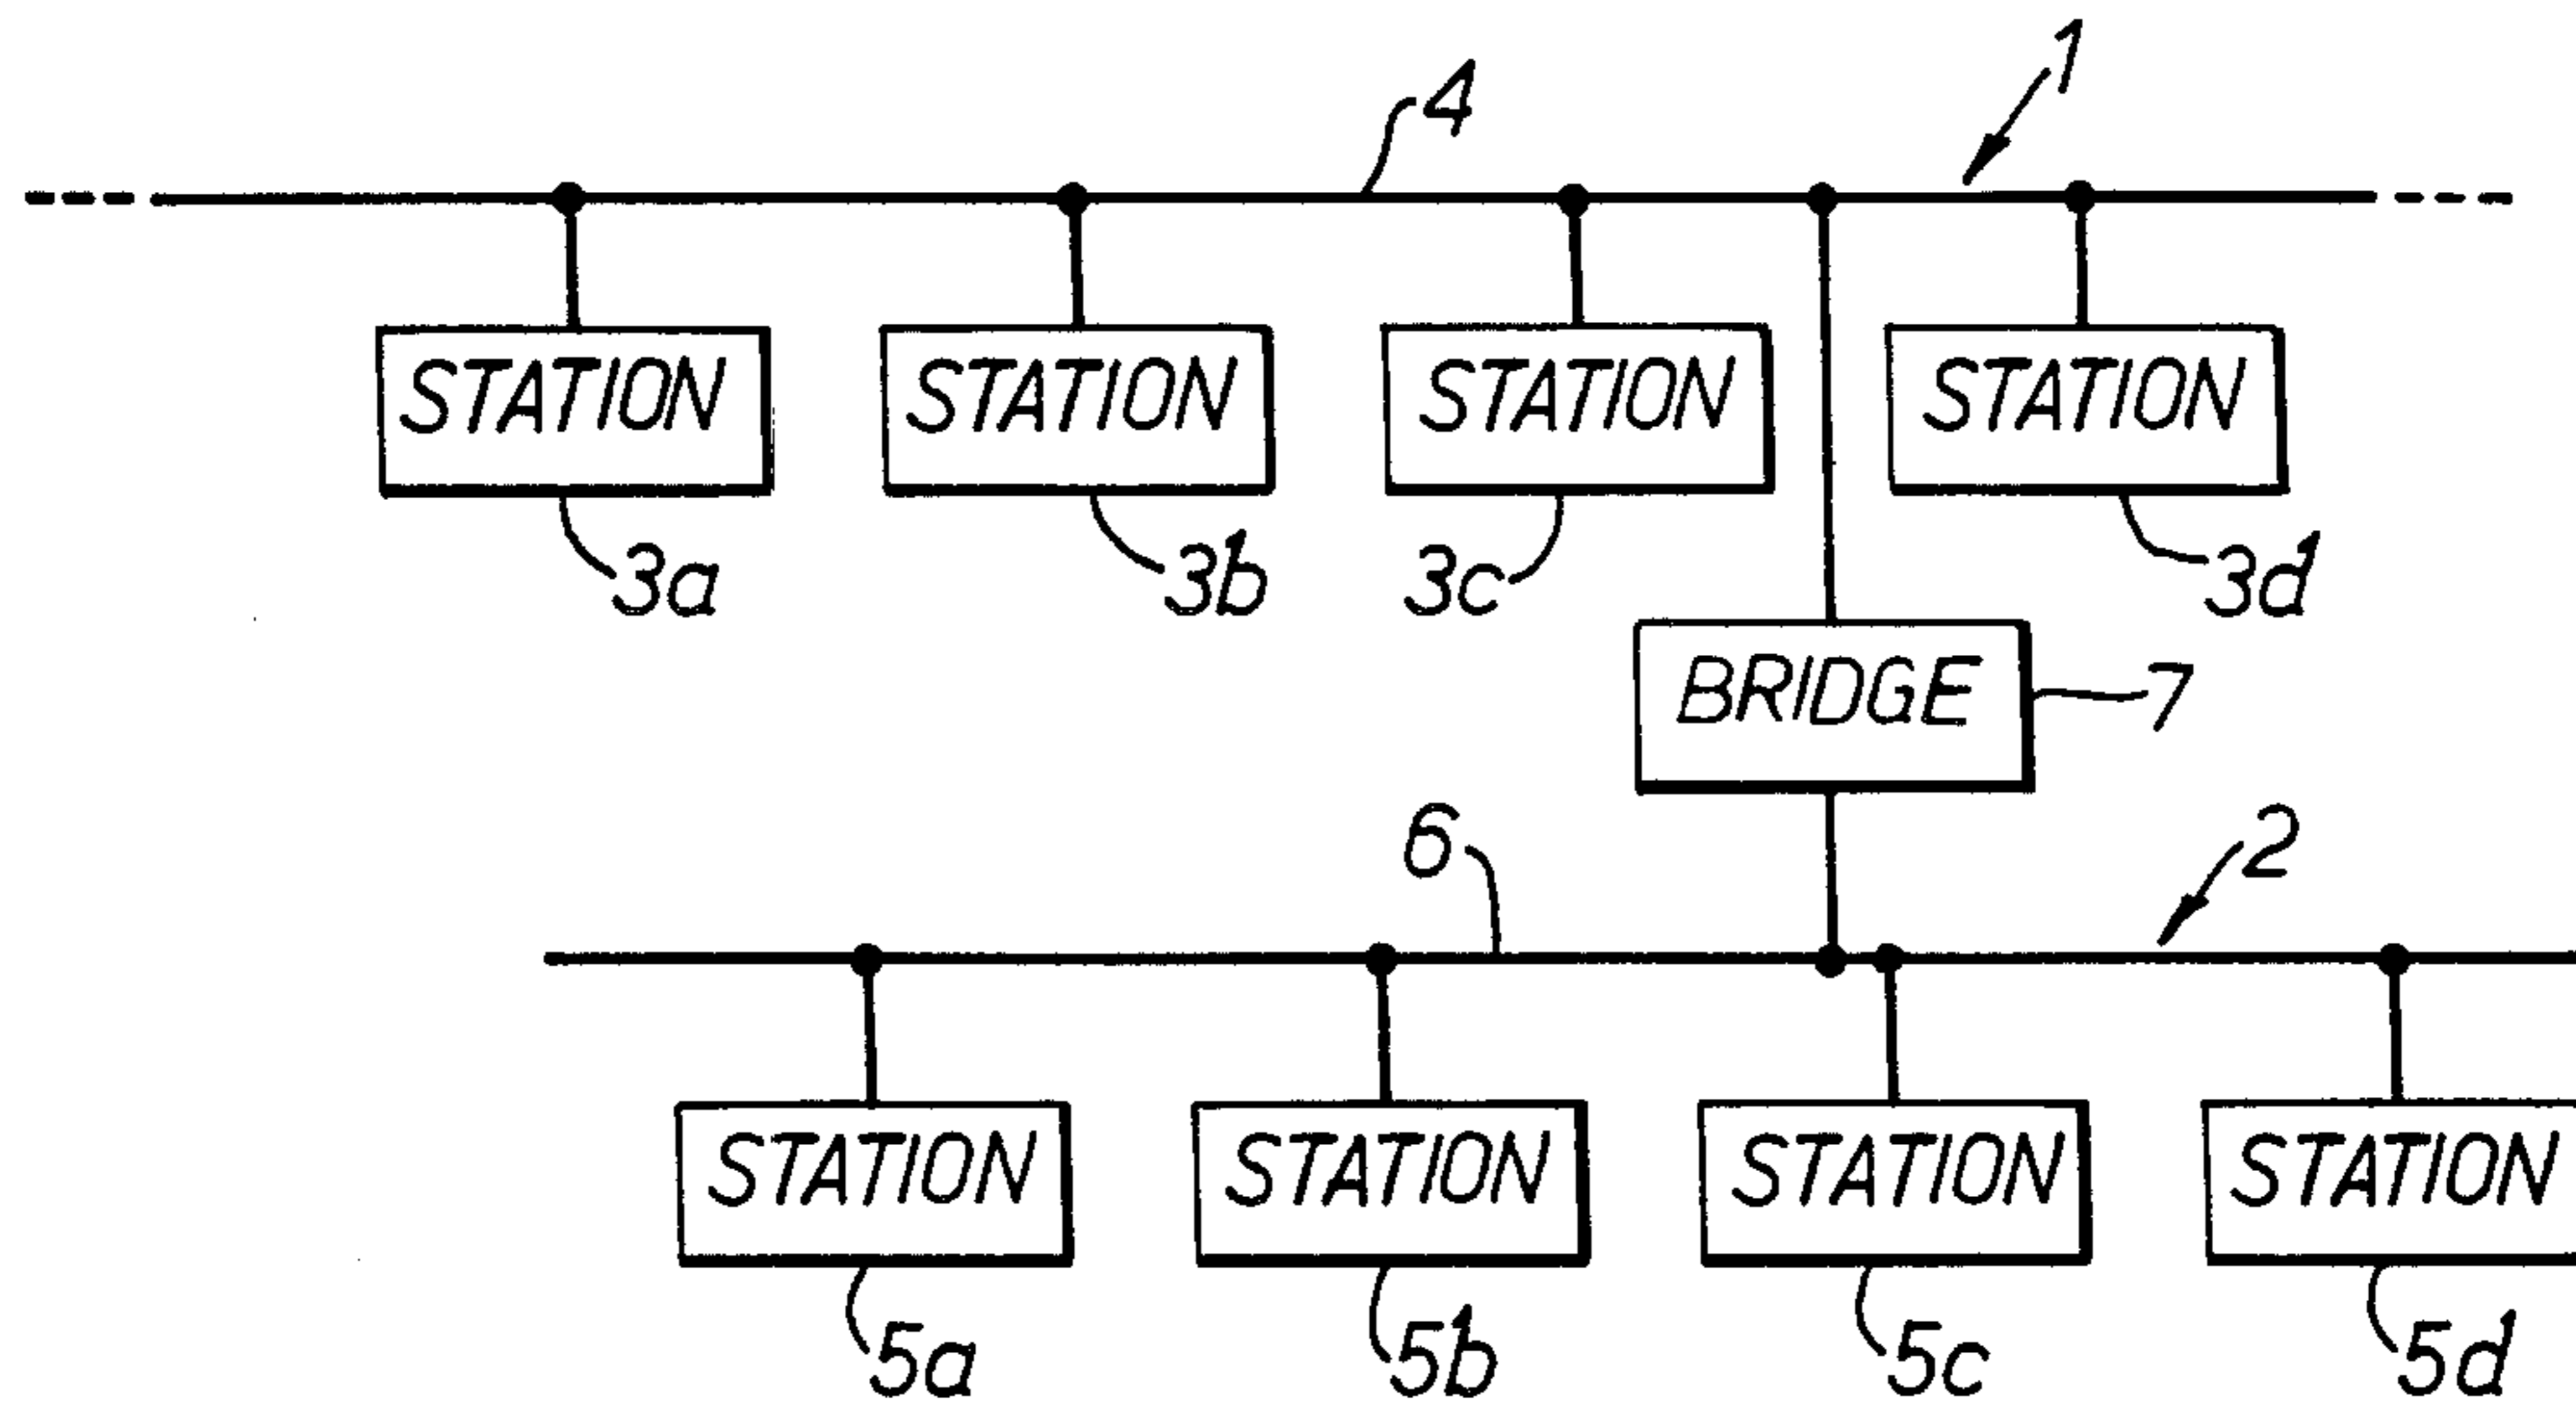 1
4
STATION STATION STATION STATION
3a 3b 3c 3d
BRIDGE 7
6 2
STATION STATION STATION STATION
5a 5b 5c 5d